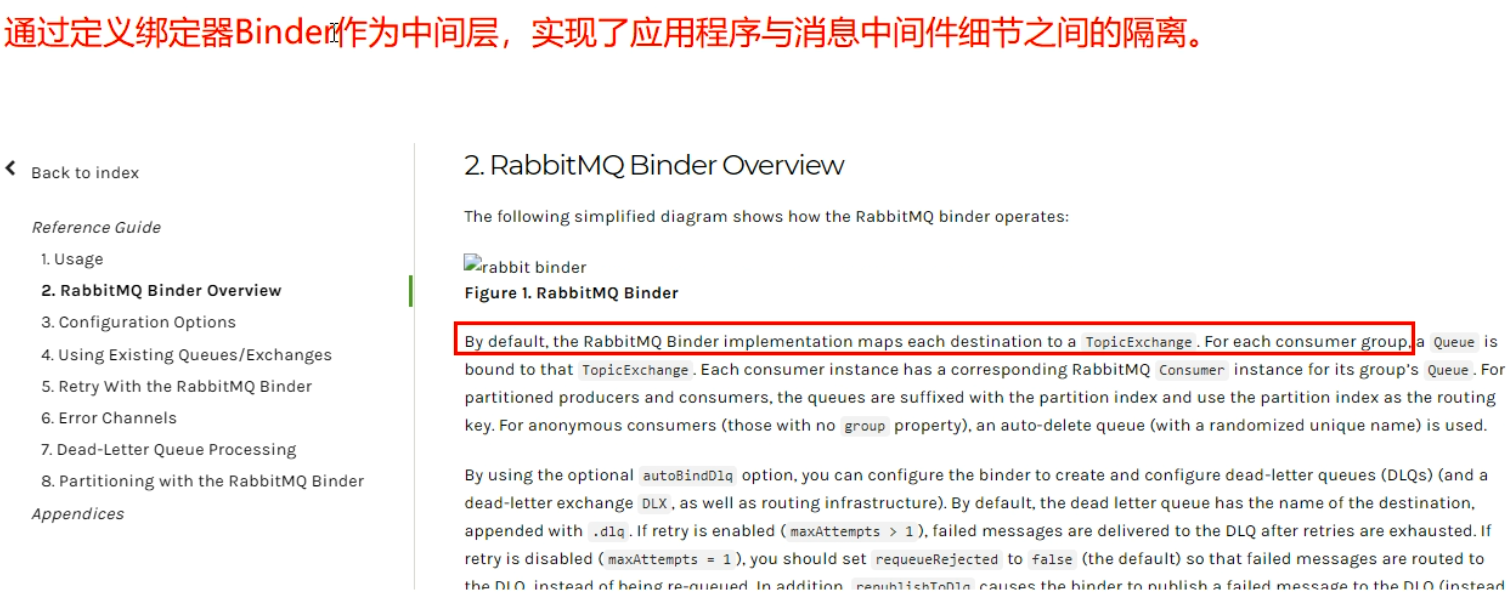 通过定义绑定器Binder作为中间层，实现了应用程序与消息中间件细节之间的隔离。
Back to index
Reference Guide
1. Usage
2. RabbitMQ Binder Overview
3. Configuration Options
4. Using Existing Queues/Exchanges
5. Retry With the RabbitMQ Binder
6. Error Channels
7. Dead-Letter Queue Processing
8. Partitioning with the RabbitMQ Binder
Appendices
2. RabbitMQ Binder Overview
The following simplified diagram shows how the RabbitMQ binder operates:
rabbit binder
Figure 1. RabbitMQ Binder
By default, the RabbitMQ Binder implementation maps each destination to a TopicExchange. For each consumer group, a Queue is
bound to that TopicExchange. Each consumer instance has a corresponding RabbitMQ Consumer instance for its group's Queue. For
partitioned producers and consumers, the queues are suffixed with the partition index and use the partition index as the routing
key. For anonymous consumers (those with no group property), an auto-delete queue (with a randomized unique name) is used.
By using the optional autoBindDlq option, you can configure the binder to create and configure dead-letter queues (DLQs) (and a
dead-letter exchange DLX, as well as routing infrastructure). By default, the dead letter queue has the name of the destination,
appended with .dlq. If retry is enabled (maxAttempts > 1), failed messages are delivered to the DLQ after retries are exhausted. If
retry is disabled (maxAttempts = 1), you should set requeueRejected to false (the default) so that failed messages are routed to
the DLQ, instead of being re-queued. In addition, republishToDlq causes the binder to publish a failed message to the DLQ (instead